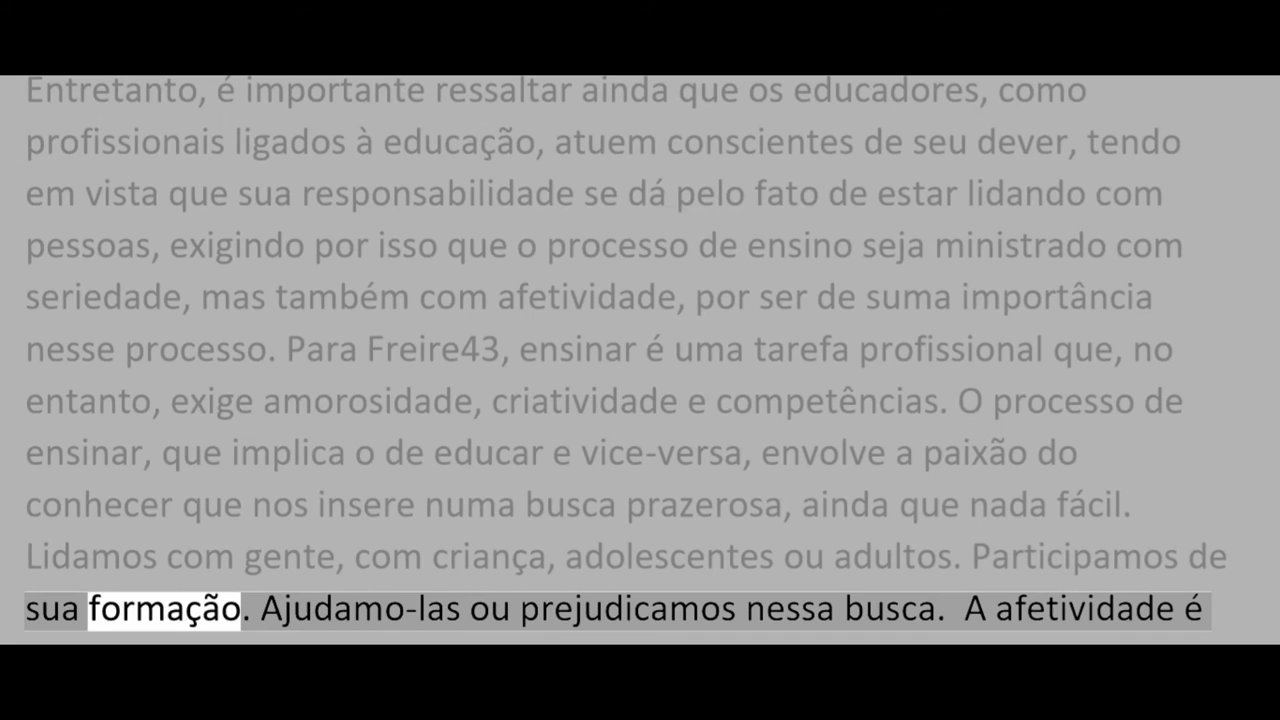 Entretanto, é importante ressaltar ainda que os educadores, como
profissionais ligados à educação, atuem conscientes de seu dever, tendo
em vista que sua responsabilidade se dá pelo fato de estar lidando com
pessoas, exigindo por isso que o processo de ensino seja ministrado com
seriedade, mas também com afetividade, por ser de suma importância
nesse processo. Para Freire43, ensinar é uma tarefa profissional que, no
entanto, exige amorosidade, criatividade e competências. O processo de
ensinar, que implica o de educar e vice-versa, envolve a paixão do
conhecer que nos insere numa busca prazerosa, ainda que nada fácil.
Lidamos com gente, com criança, adolescentes ou adultos. Participamos de
sua formação. Ajudamo-las ou prejudicamos nessa busca.  A afetividade é